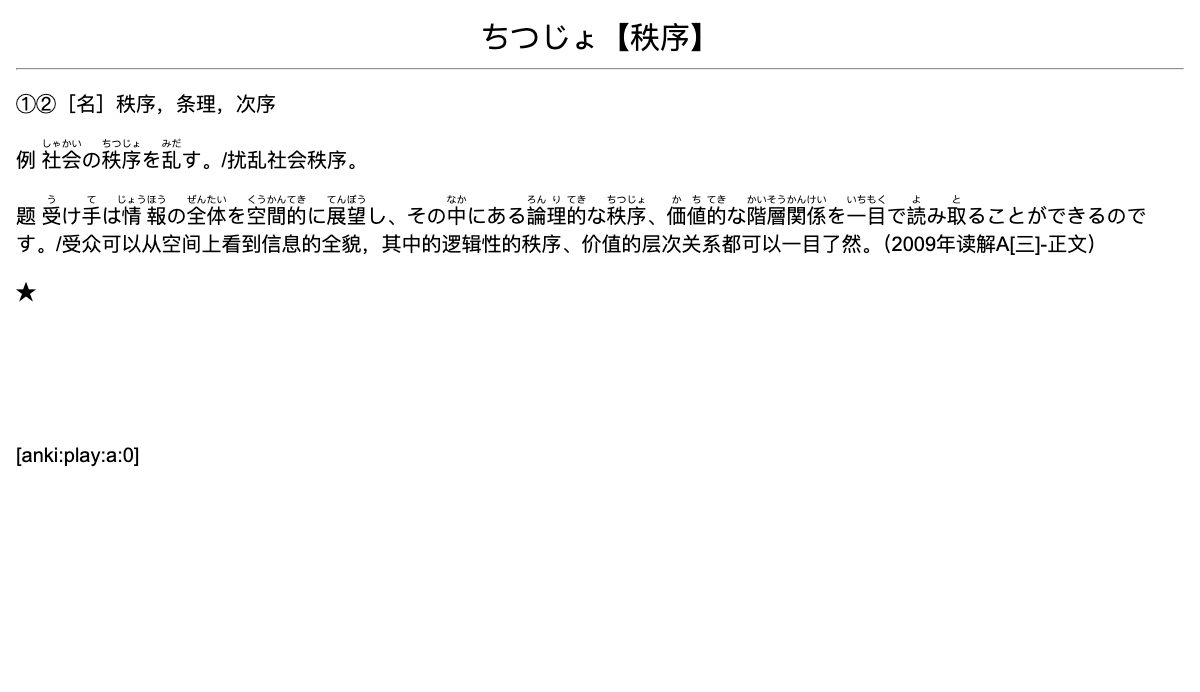 ちつじょ【秩序】
①②［名］秩序，条理，次序
しゃかい ちつじょ みだ
例 社会の秩序を乱す。/扰乱社会秩序。
う て じょうほう ぜんたい くうかんてき てんぼう なか ろん り てき ちつじょ か ち てき かいそうかんけい いちもく よ と
题 受け手は情報の全体を空間的に展望し、その中にある論理的な秩序、価値的な階層関係を一目で読み取ることができるので
す。/受众可以从空间上看到信息的全貌，其中的逻辑性的秩序、价值的层次关系都可以一目了然。（2009年读解A[三]-正文）
★
[anki:play:a:0]